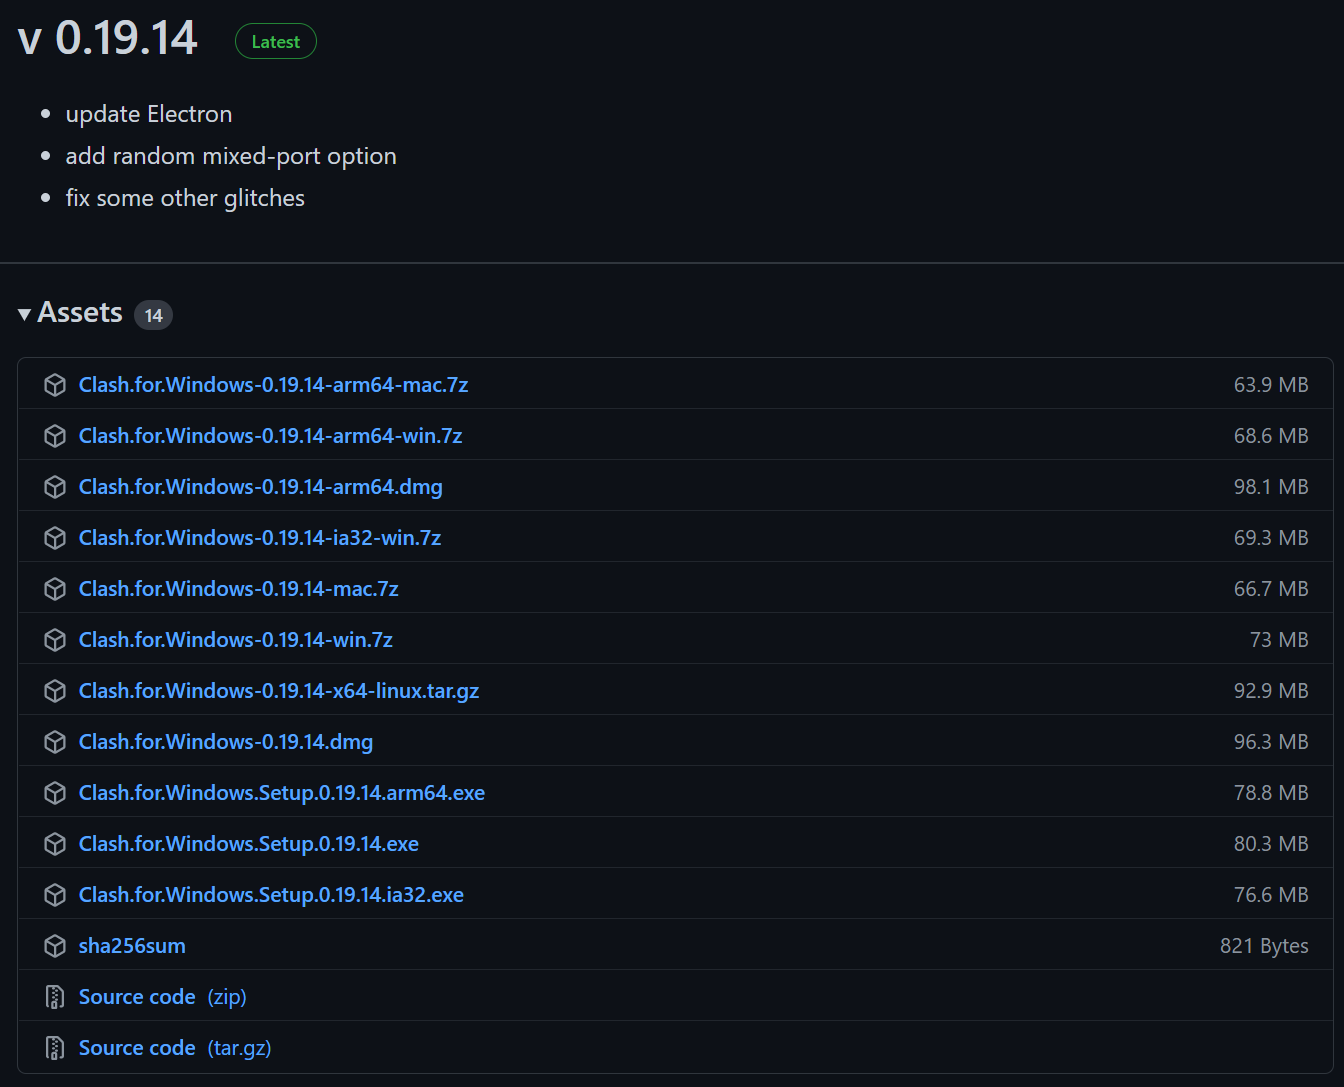 v 0.19.14 Latest
update Electron
add random mixed-port option
fix some other glitches
Assets 14
Clash.for.Windows-0.19.14-arm64-mac.7z 63.9 MB
Clash.for.Windows-0.19.14-arm64-win.7z 68.6 MB
Clash.for.Windows-0.19.14-arm64.dmg 98.1 MB
Clash.for.Windows-0.19.14-ia32-win.7z 69.3 MB
Clash.for.Windows-0.19.14-mac.7z 66.7 MB
Clash.for.Windows-0.19.14-win.7z 73 MB
Clash.for.Windows-0.19.14-x64-linux.tar.gz 92.9 MB
Clash.for.Windows-0.19.14.dmg 96.3 MB
Clash.for.Windows.Setup.0.19.14.arm64.exe 78.8 MB
Clash.for.Windows.Setup.0.19.14.exe 80.3 MB
Clash.for.Windows.Setup.0.19.14.ia32.exe 76.6 MB
sha256sum 821 Bytes
Source code (zip)
Source code (tar.gz)